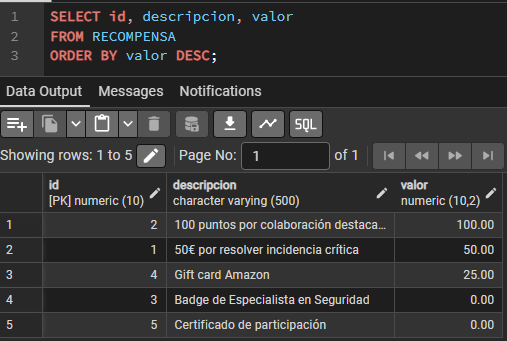 1 SELECT id, descripcion, valor
2 FROM RECOMPENSA
3 ORDER BY valor DESC;
Data Output Messages Notifications
SQL
Showing rows: 1 to 5 Page No: 1 of 1
id descripcion valor
[PK] numeric (10) character varying (500) numeric (10,2)
1 2 100 puntos por colaboración destaca... 100.00
2 1 50€ por resolver incidencia crítica 50.00
3 4 Gift card Amazon 25.00
4 3 Badge de Especialista en Seguridad 0.00
5 5 Certificado de participación 0.00